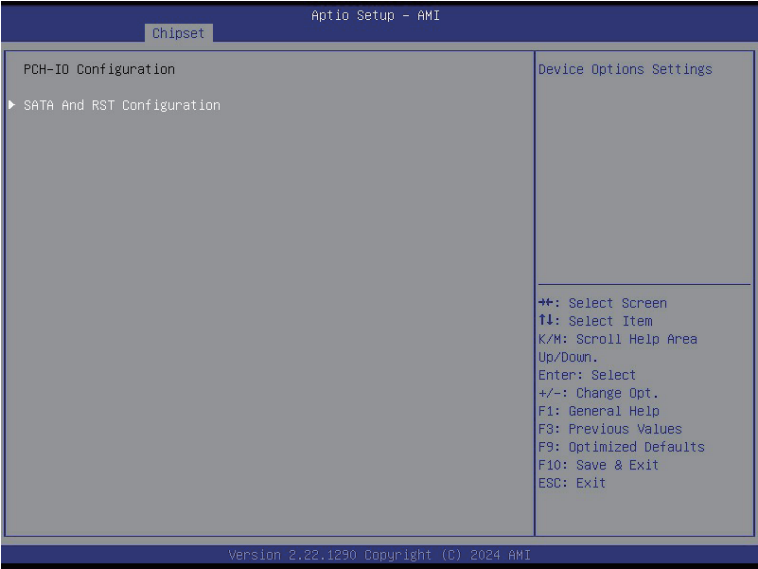 Aptio Setup – AMI
Chipset
PCH-IO Configuration
▶ SATA And RST Configuration
Device Options Settings
→←: Select Screen
↑↓: Select Item
K/M: Scroll Help Area
Up/Down.
Enter: Select
+/-: Change Opt.
F1: General Help
F3: Previous Values
F9: Optimized Defaults
F10: Save & Exit
ESC: Exit
Version 2.22.1290 Copyright (C) 2024 AMI